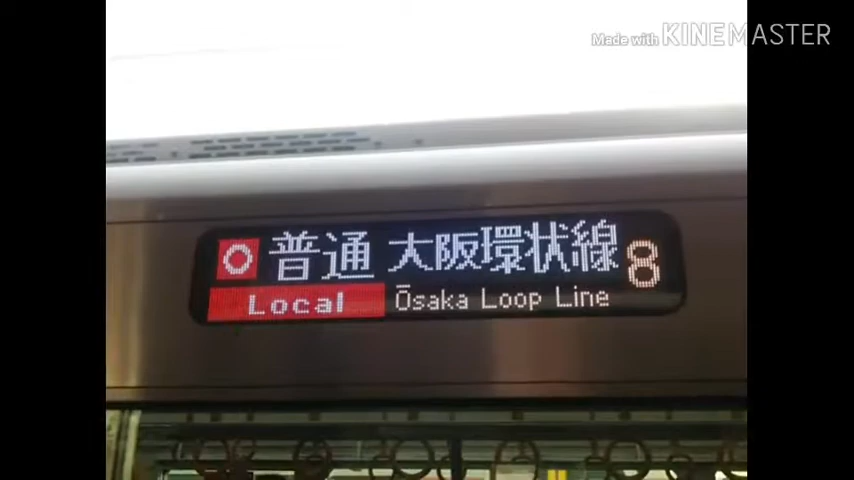 Made with KINEMASTER
O 普通 大阪環状線 8
Local Ōsaka Loop Line